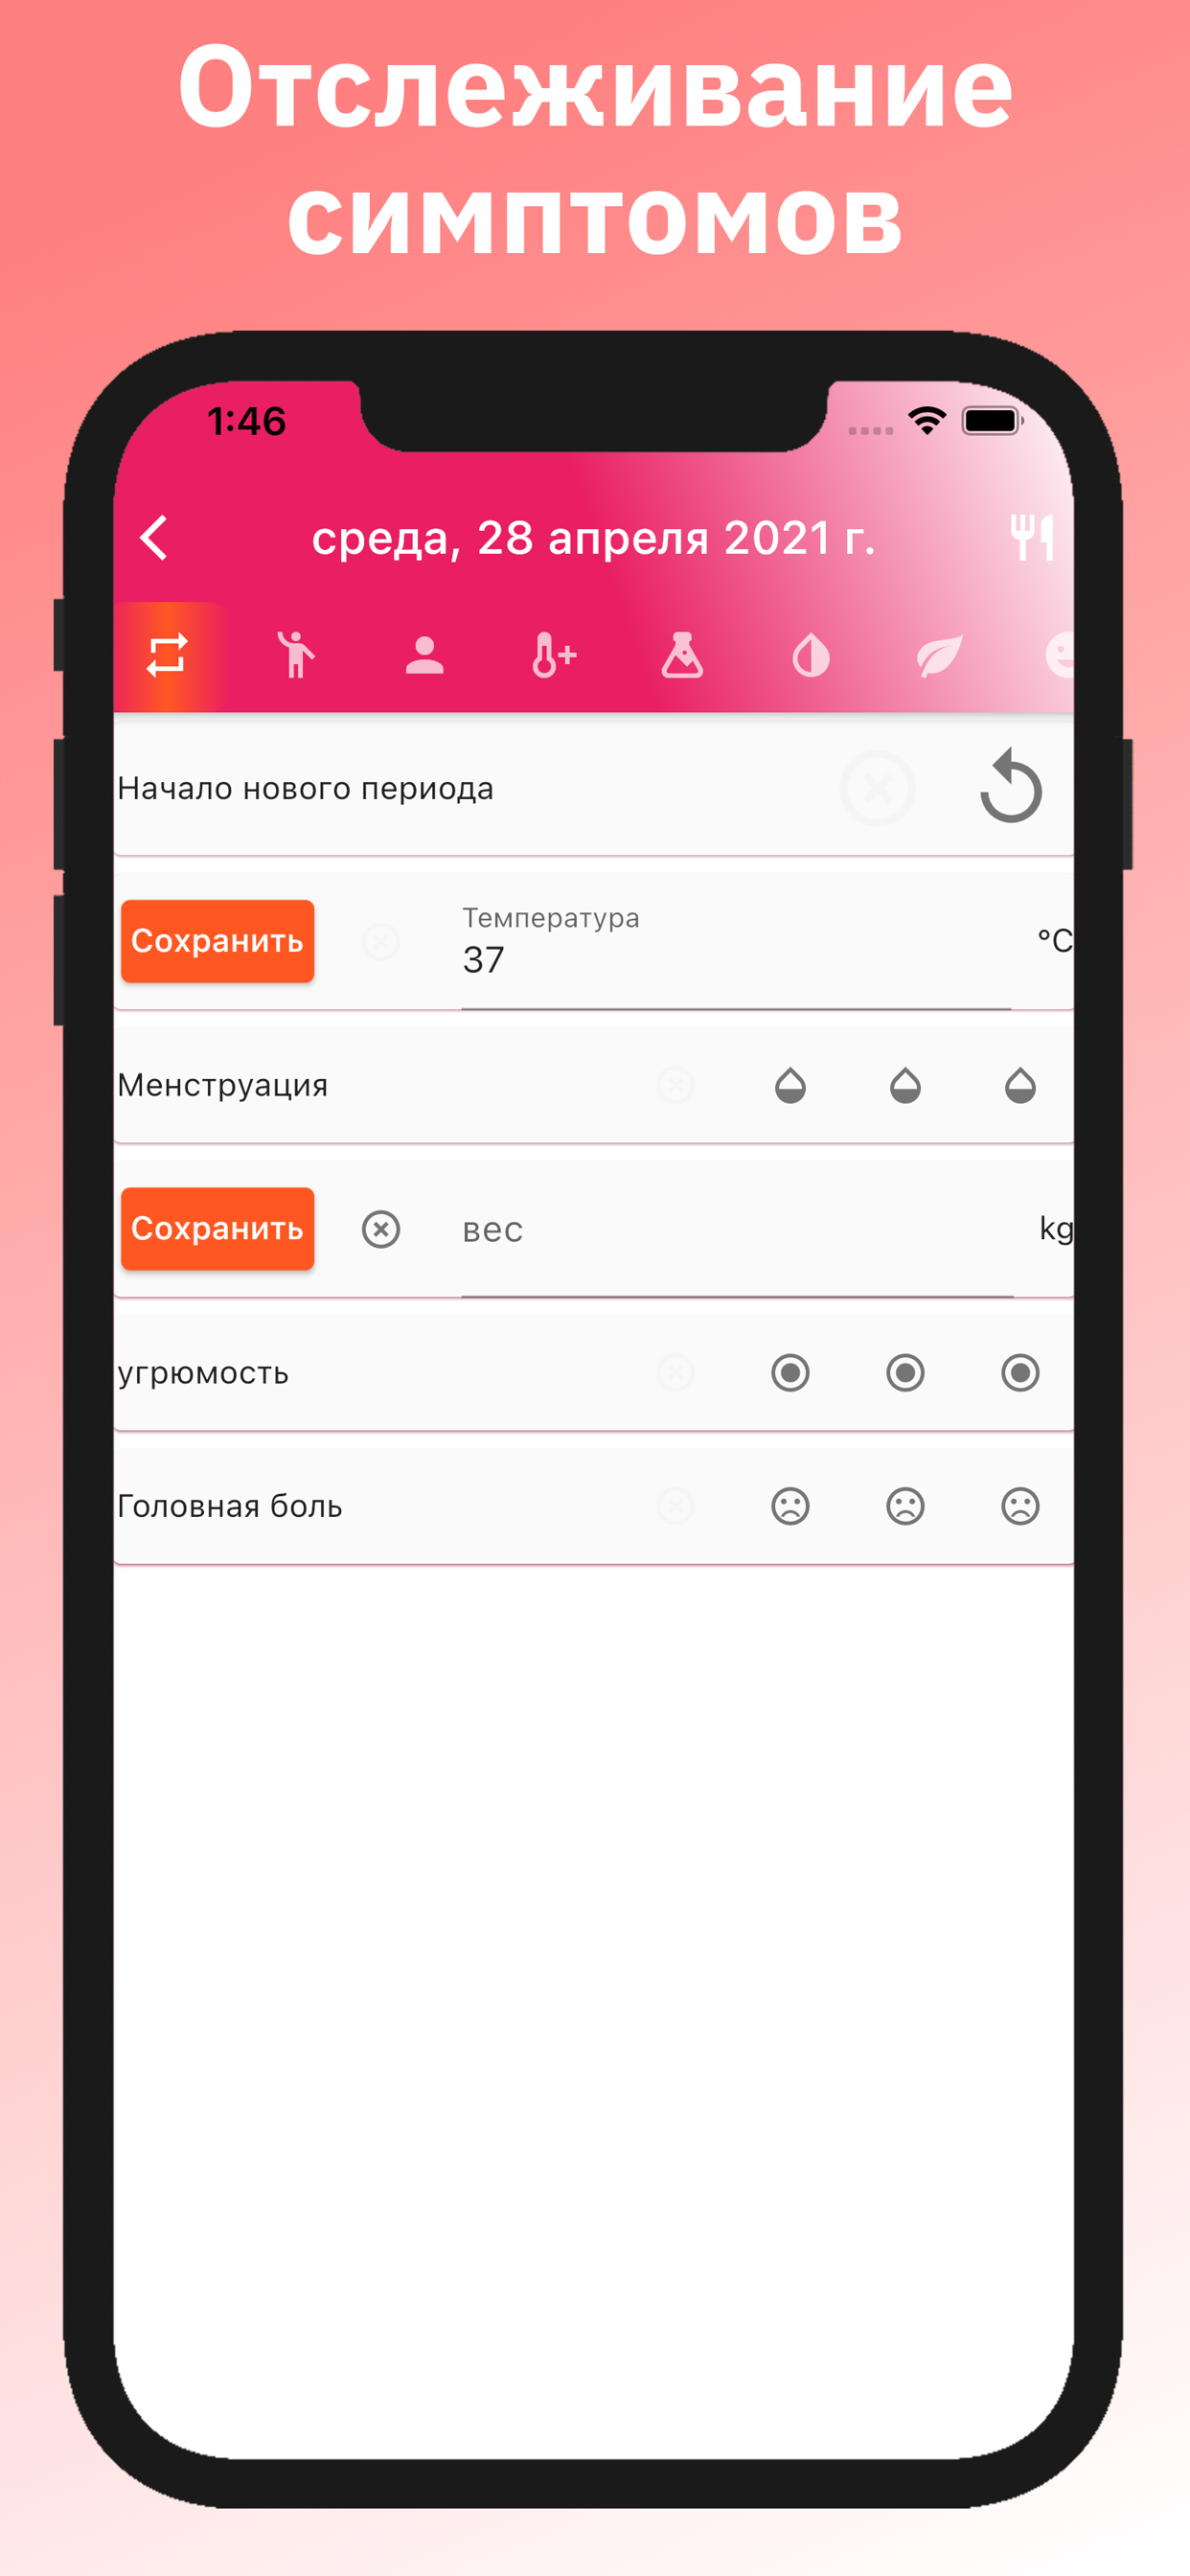 Отслеживание
симптомов
1:46
среда, 28 апреля 2021 г.
Начало нового периода
Сохранить
Температура
37
°C
Менструация
Сохранить
вес
kg
угрюмость
Головная боль